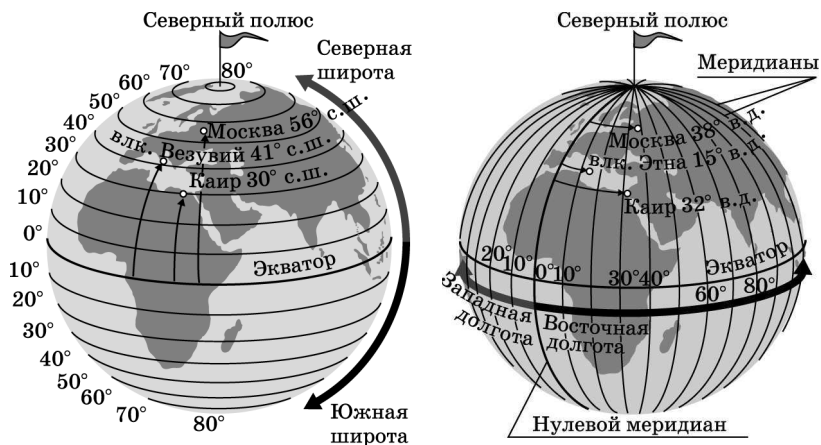 Северный полюс
Северная
широта
80°
70°
60°
50°
40°
30°
20°
10°
0°
10°
20°
30°
40°
50°
60°
70°
80°
Москва 56° с.ш.
влк. Везувий 41° с.ш.
Каир 30° с.ш.
Экватор
Южная
широта
Северный полюс
Меридианы
Москва 38° в.д.
влк. Этна 15° в.д.
Каир 32° в.д.
Экватор
20° 10° 0° 10° 30° 40° 60° 80°
Западная
долгота
Восточная
долгота
Нулевой меридиан